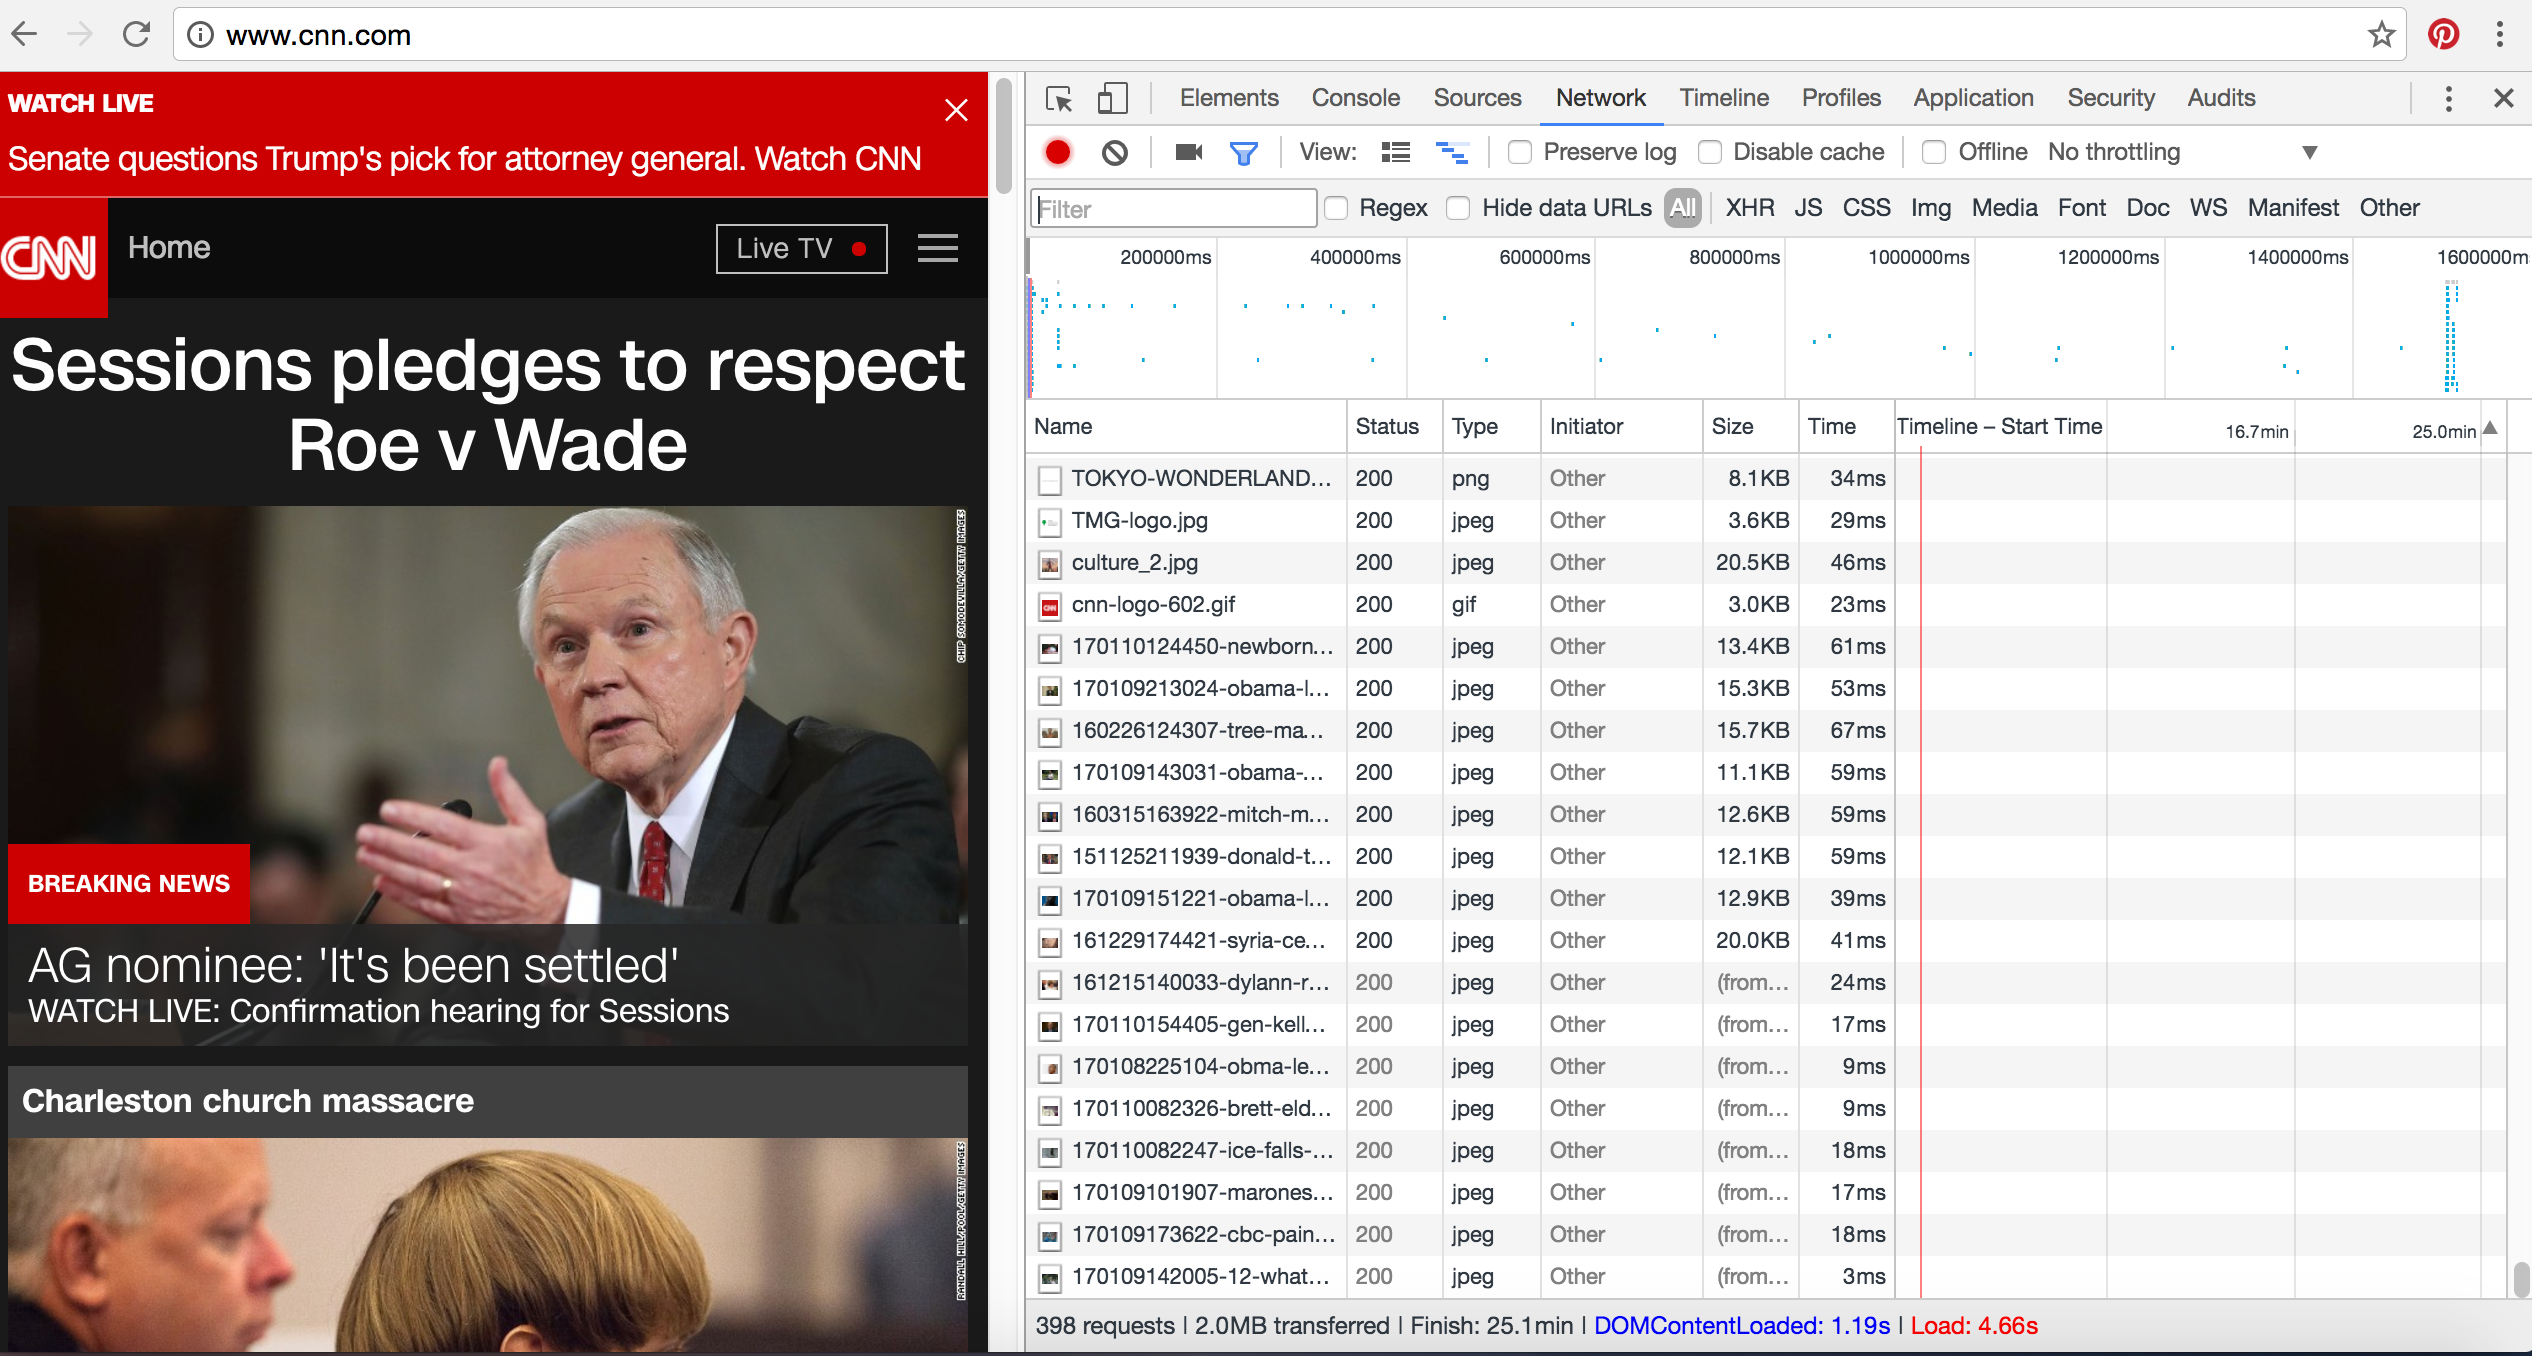 www.cnn.com
WATCH LIVE
Senate questions Trump's pick for attorney general. Watch CNN
CNN Home Live TV
Sessions pledges to respect
Roe v Wade
CHIP SOMODEVILLA/GETTY IMAGES
BREAKING NEWS
AG nominee: 'It's been settled'
WATCH LIVE: Confirmation hearing for Sessions
Charleston church massacre
RANDALL HILL/POOL/GETTY IMAGES
Elements Console Sources Network Timeline Profiles Application Security Audits
View: Preserve log Disable cache Offline No throttling
Filter Regex Hide data URLs All XHR JS CSS Img Media Font Doc WS Manifest Other
200000ms 400000ms 600000ms 800000ms 1000000ms 1200000ms 1400000ms 1600000m
Name Status Type Initiator Size Time Timeline – Start Time 16.7min 25.0min
TOKYO-WONDERLAND... 200 png Other 8.1KB 34ms
TMG-logo.jpg 200 jpeg Other 3.6KB 29ms
culture_2.jpg 200 jpeg Other 20.5KB 46ms
cnn-logo-602.gif 200 gif Other 3.0KB 23ms
170110124450-newborn... 200 jpeg Other 13.4KB 61ms
170109213024-obama-l... 200 jpeg Other 15.3KB 53ms
160226124307-tree-ma... 200 jpeg Other 15.7KB 67ms
170109143031-obama-... 200 jpeg Other 11.1KB 59ms
160315163922-mitch-m... 200 jpeg Other 12.6KB 59ms
151125211939-donald-t... 200 jpeg Other 12.1KB 59ms
170109151221-obama-l... 200 jpeg Other 12.9KB 39ms
161229174421-syria-ce... 200 jpeg Other 20.0KB 41ms
161215140033-dylann-r... 200 jpeg Other (from... 24ms
170110154405-gen-kell... 200 jpeg Other (from... 17ms
170108225104-obma-le... 200 jpeg Other (from... 9ms
170110082326-brett-eld... 200 jpeg Other (from... 9ms
170110082247-ice-falls-... 200 jpeg Other (from... 18ms
170109101907-marones... 200 jpeg Other (from... 17ms
170109173622-cbc-pain... 200 jpeg Other (from... 18ms
170109142005-12-what... 200 jpeg Other (from... 3ms
398 requests | 2.0MB transferred | Finish: 25.1min | DOMContentLoaded: 1.19s | Load: 4.66s